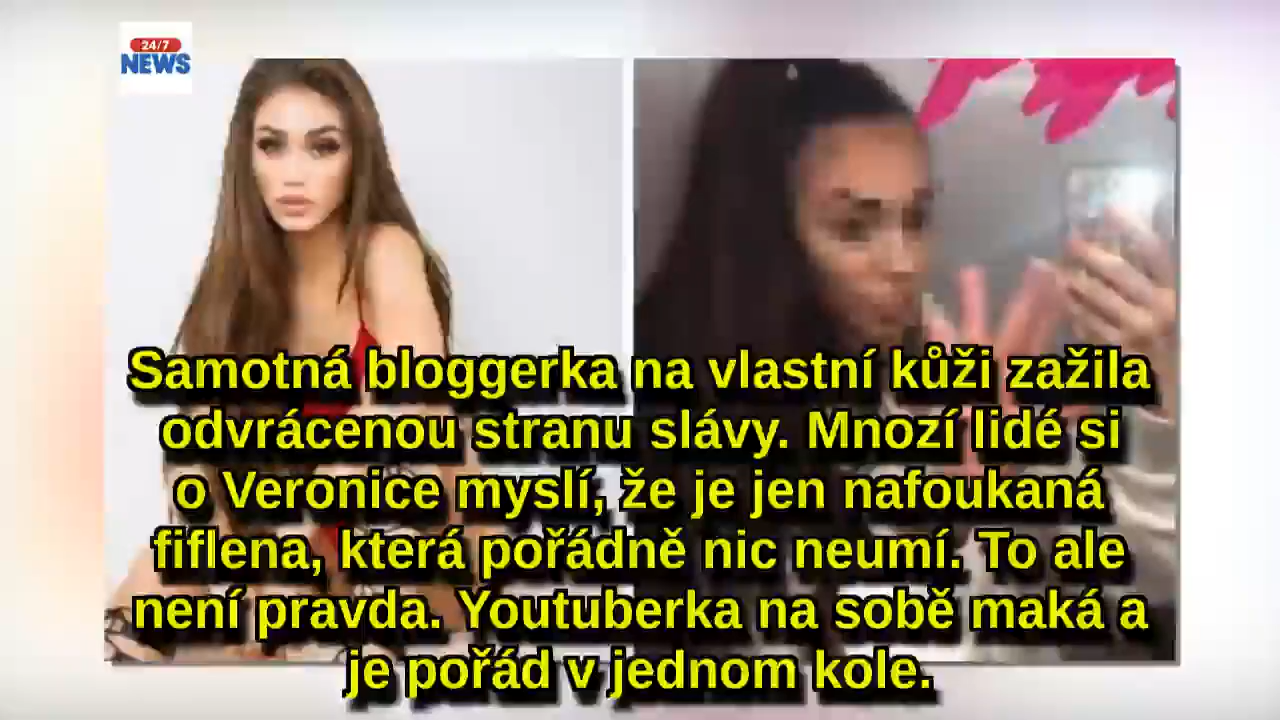 24/7
NEWS
Samotná bloggerka na vlastní kůži zažila
odvrácenou stranu slávy. Mnozí lidé si
o Veronice myslí, že je jen nafoukaná
fiflena, která pořádně nic neumí. To ale
není pravda. Youtuberka na sobě maká a
je pořád v jednom kole.